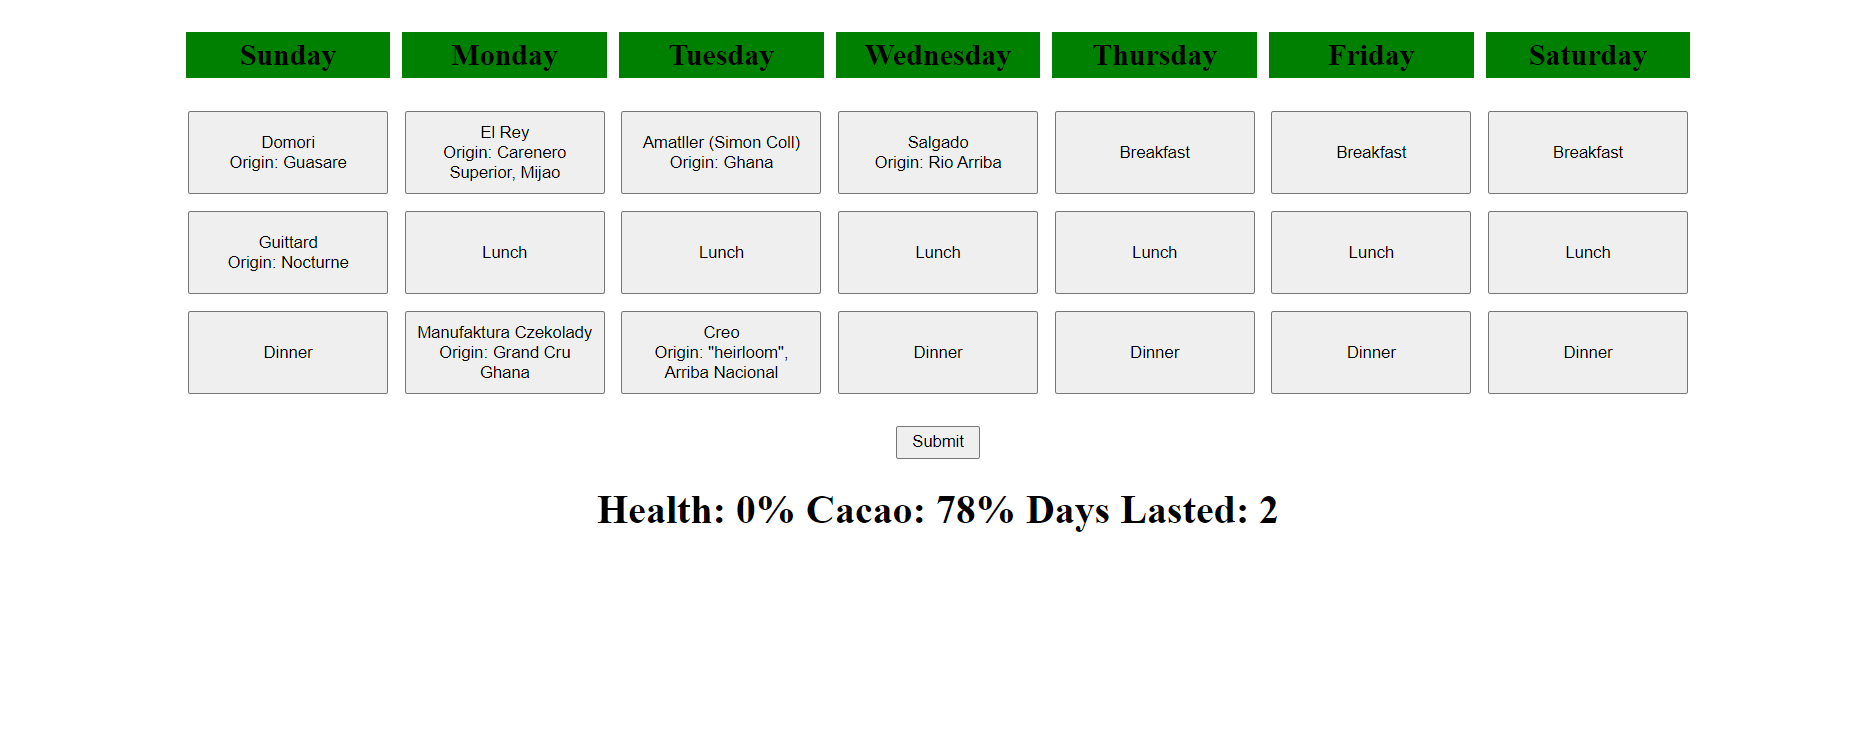 Sunday Monday Tuesday Wednesday Thursday Friday Saturday
Domori
Origin: Guasare
El Rey
Origin: Carenero
Superior, Mijao
Amatller (Simon Coll)
Origin: Ghana
Salgado
Origin: Rio Arriba
Breakfast
Breakfast
Breakfast
Guittard
Origin: Nocturne
Lunch
Lunch
Lunch
Lunch
Lunch
Lunch
Dinner
Manufaktura Czekolady
Origin: Grand Cru
Ghana
Creo
Origin: "heirloom",
Arriba Nacional
Dinner
Dinner
Dinner
Dinner
Submit
Health: 0% Cacao: 78% Days Lasted: 2